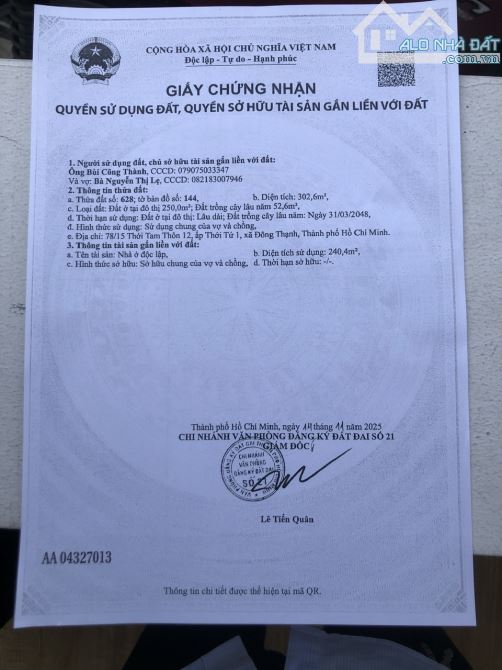 ALO NHÀ ĐẤT
.com.vn
CỘNG HÒA XÃ HỘI CHỦ NGHĨA VIỆT NAM
Độc lập - Tự do - Hạnh phúc
GIẤY CHỨNG NHẬN
QUYỀN SỬ DỤNG ĐẤT, QUYỀN SỞ HỮU TÀI SẢN GẮN LIỀN VỚI ĐẤT
1. Người sử dụng đất, chủ sở hữu tài sản gắn liền với đất:
Ông Bùi Công Thành, CCCD: 079075033347
Và vợ: Bà Nguyễn Thị Lẹ, CCCD: 082183007946
2. Thông tin thửa đất:
a. Thửa đất số: 628; tờ bản đồ số: 144, b. Diện tích: 302,6m²;
c. Loại đất: Đất ở tại đô thị 250,0m²; Đất trồng cây lâu năm 52,6m²;
d. Thời hạn sử dụng: Đất ở tại đô thị: Lâu dài; Đất trồng cây lâu năm: Ngày 31/03/2048,
đ. Hình thức sử dụng: Sử dụng chung của vợ và chồng,
e. Địa chỉ: 78/15 Thới Tam Thôn 12, ấp Thới Tứ 1, xã Đông Thạnh, Thành phố Hồ Chí Minh.
3. Thông tin tài sản gắn liền với đất:
a. Tên tài sản: Nhà ở độc lập, b. Diện tích sử dụng: 240,4m²,
c. Hình thức sở hữu: Sở hữu chung của vợ và chồng, d. Thời hạn sở hữu: -/-.
Thành phố Hồ Chí Minh, ngày 14 tháng 11 năm 2025
CHI NHÁNH VĂN PHÒNG ĐĂNG KÝ ĐẤT ĐAI SỐ 21
GIÁM ĐỐC
CHI NHÁNH
VĂN PHÒNG
ĐĂNG KÝ ĐẤT ĐAI
SỐ 21
Lê Tiến Quân
AA 04327013
Thông tin chi tiết được thể hiện tại mã QR.